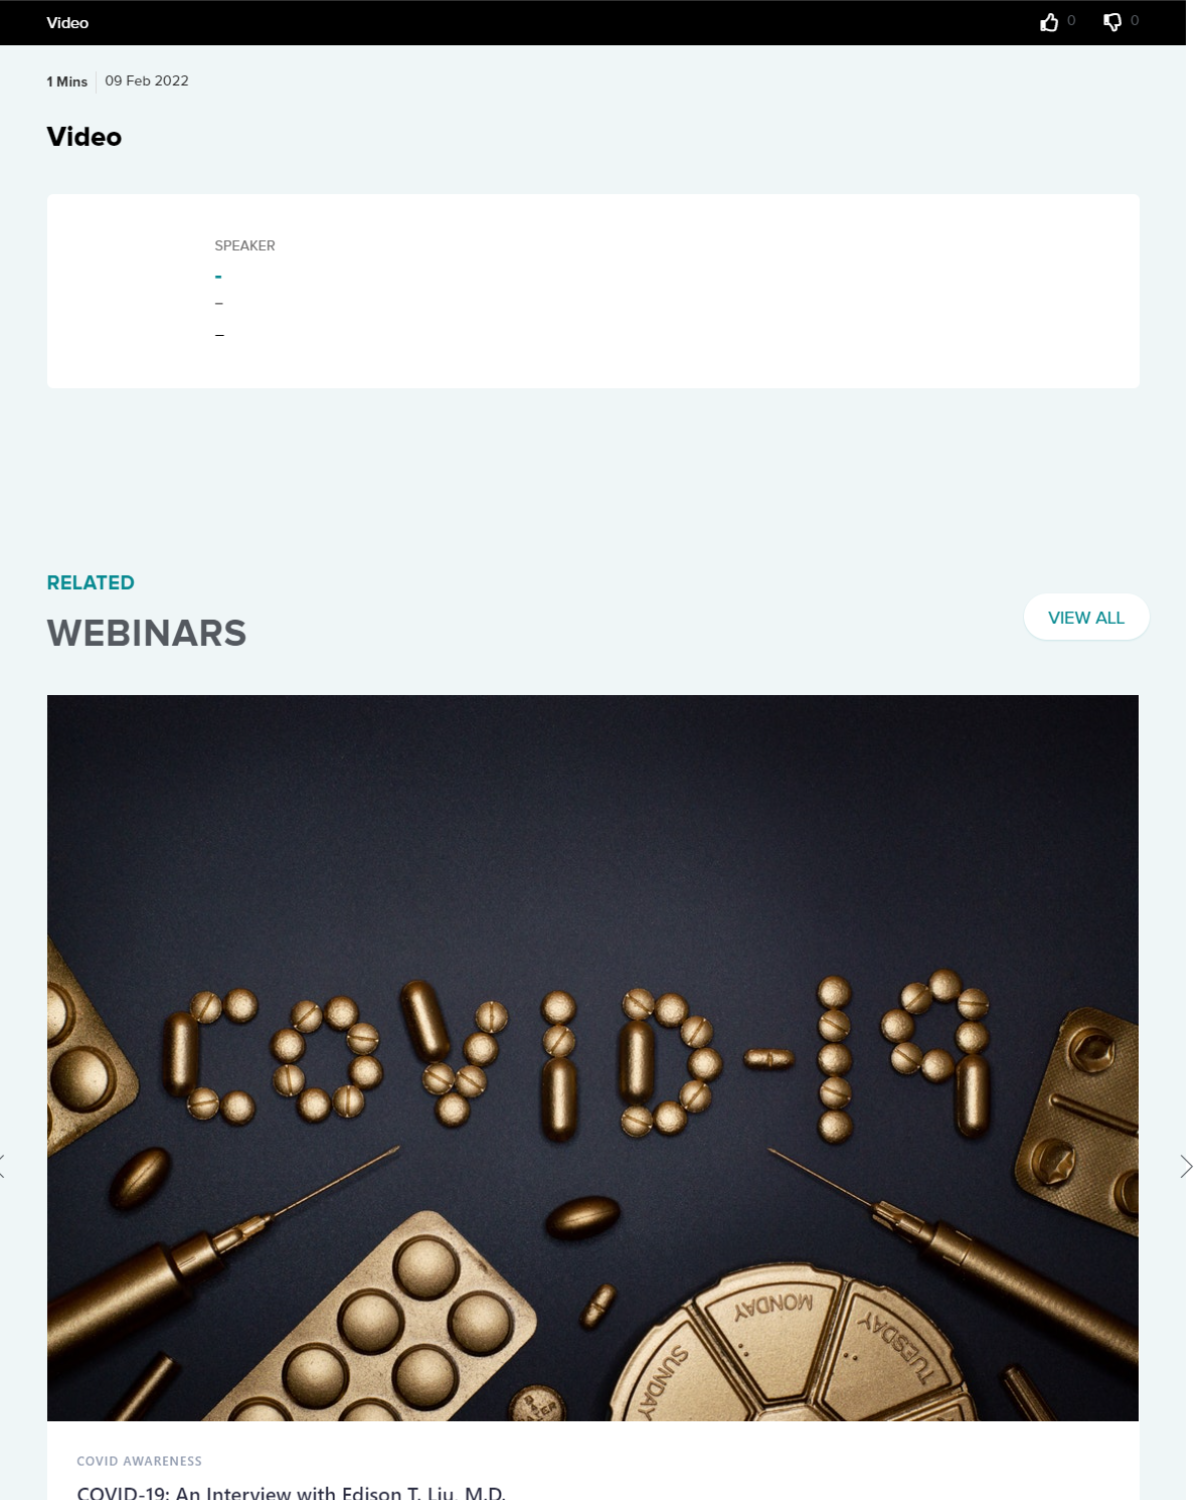 Video
0
0
1 Mins
09 Feb 2022
Video
SPEAKER
-
–
–
RELATED
WEBINARS
VIEW ALL
COVID-19
MONDAY
TUESDAY
SUNDAY
COVID AWARENESS
COVID-19: An Interview with Edison T. Liu, M.D.